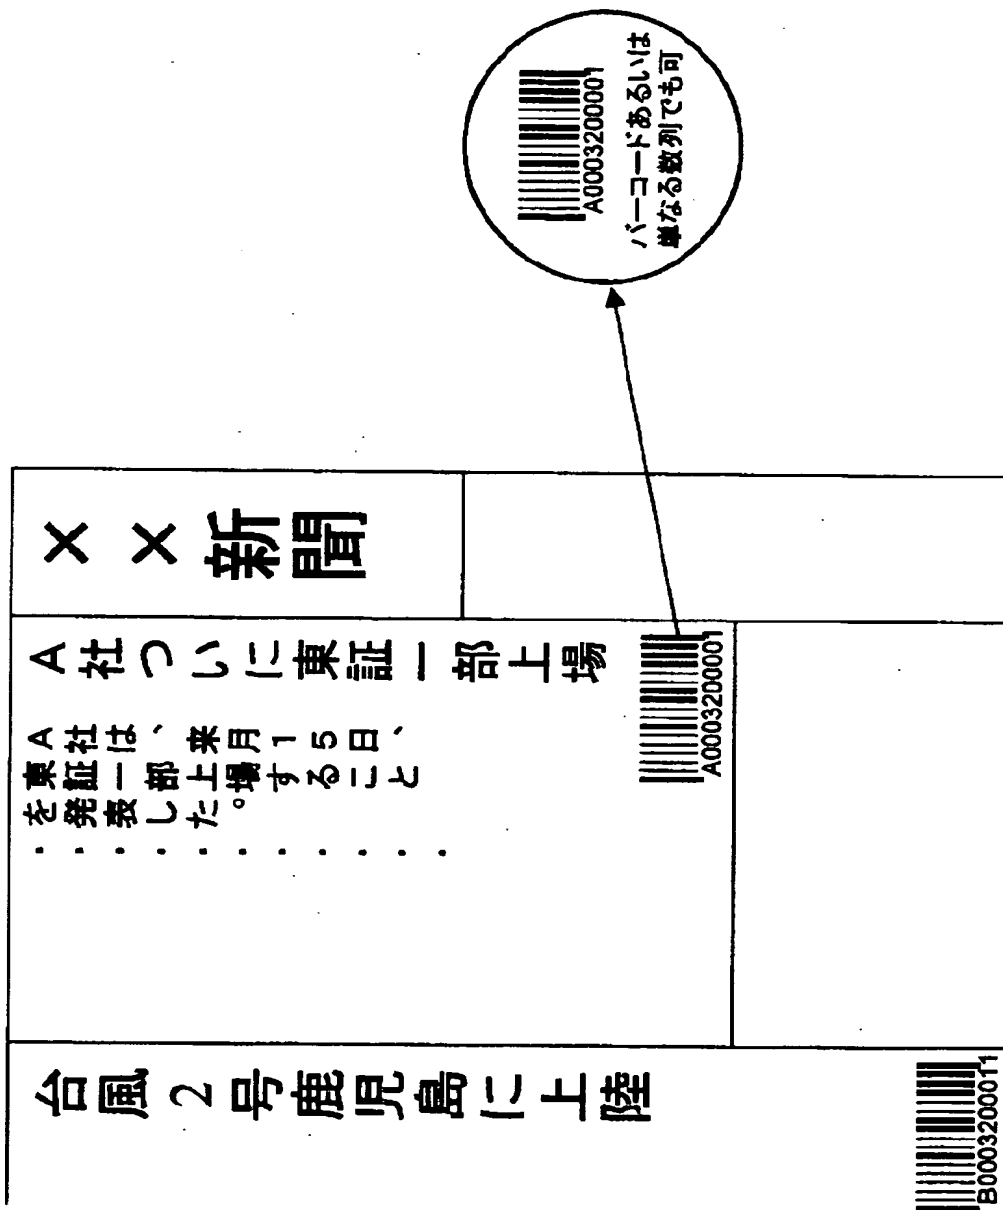 ××新聞
A社ついに東証一部上場
A社は、来月15日、
東証一部上場すること
を発表した。
・・・・・・・・・・・
A0003200001
台風2号鹿児島に上陸
B0003200011
A0003200001
バーコードあるいは
単なる数列でも可